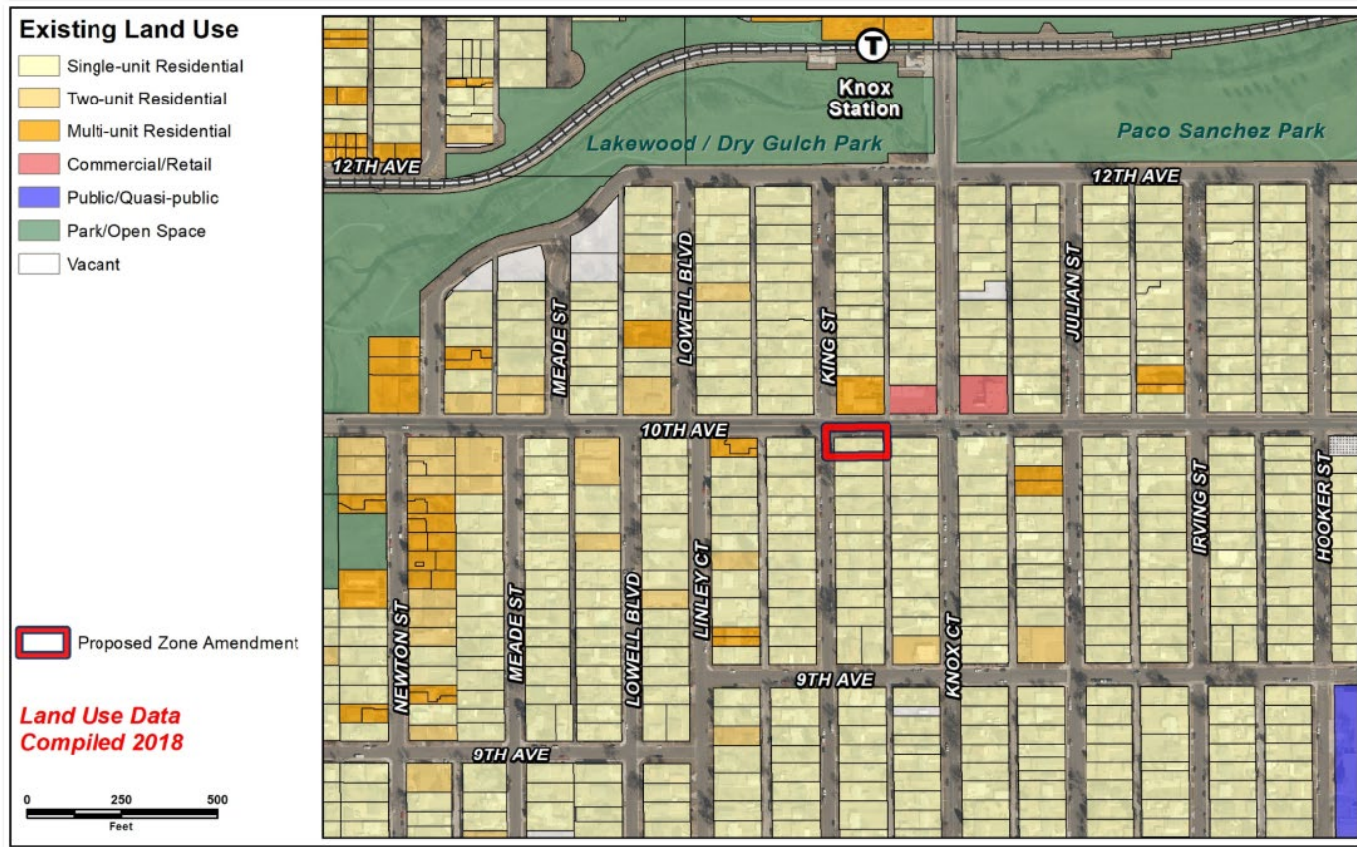 Existing Land Use
Single-unit Residential
Two-unit Residential
Multi-unit Residential
Commercial/Retail
Public/Quasi-public
Park/Open Space
Vacant
Proposed Zone Amendment
Land Use Data
Compiled 2018
0 250 500
Feet
T
Knox
Station
Lakewood / Dry Gulch Park
Paco Sanchez Park
12TH AVE
12TH AVE
MEADE ST
LOWELL BLVD
KING ST
JULIAN ST
10TH AVE
NEWTON ST
MEADE ST
LOWELL BLVD
LINLEY CT
KNOX CT
IRVING ST
HOOKER ST
9TH AVE
9TH AVE